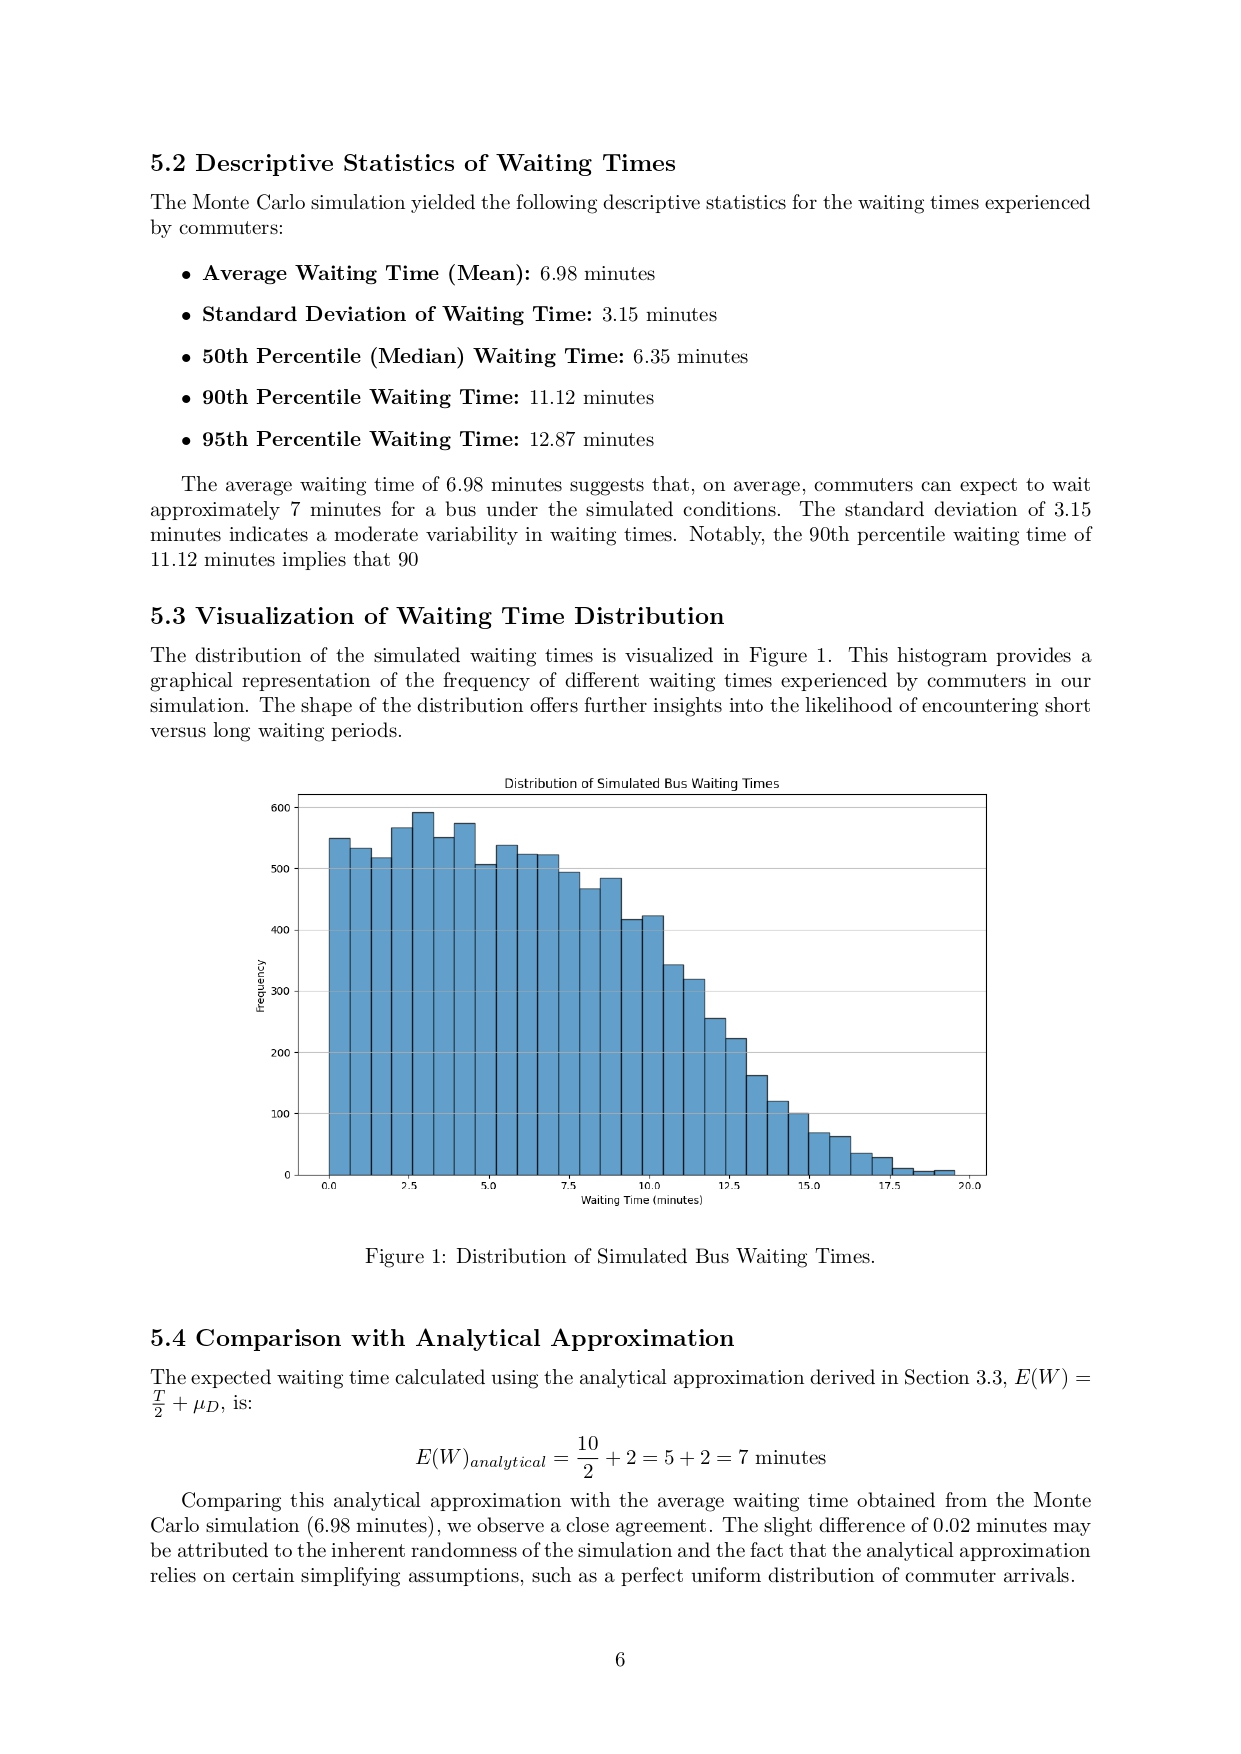 5.2 Descriptive Statistics of Waiting Times
The Monte Carlo simulation yielded the following descriptive statistics for the waiting times experienced
by commuters:
• Average Waiting Time (Mean): 6.98 minutes
• Standard Deviation of Waiting Time: 3.15 minutes
• 50th Percentile (Median) Waiting Time: 6.35 minutes
• 90th Percentile Waiting Time: 11.12 minutes
• 95th Percentile Waiting Time: 12.87 minutes
The average waiting time of 6.98 minutes suggests that, on average, commuters can expect to wait
approximately 7 minutes for a bus under the simulated conditions. The standard deviation of 3.15
minutes indicates a moderate variability in waiting times. Notably, the 90th percentile waiting time of
11.12 minutes implies that 90
5.3 Visualization of Waiting Time Distribution
The distribution of the simulated waiting times is visualized in Figure 1. This histogram provides a
graphical representation of the frequency of different waiting times experienced by commuters in our
simulation. The shape of the distribution offers further insights into the likelihood of encountering short
versus long waiting periods.
Distribution of Simulated Bus Waiting Times
600
500
400
300
200
100
0
Frequency
0.0 2.5 5.0 7.5 10.0 12.5 15.0 17.5 20.0
Waiting Time (minutes)
Figure 1: Distribution of Simulated Bus Waiting Times.
5.4 Comparison with Analytical Approximation
The expected waiting time calculated using the analytical approximation derived in Section 3.3, E(W) =
T/2 + μ_D, is:
E(W)_analytical = 10/2 + 2 = 5 + 2 = 7 minutes
Comparing this analytical approximation with the average waiting time obtained from the Monte
Carlo simulation (6.98 minutes), we observe a close agreement. The slight difference of 0.02 minutes may
be attributed to the inherent randomness of the simulation and the fact that the analytical approximation
relies on certain simplifying assumptions, such as a perfect uniform distribution of commuter arrivals.
6